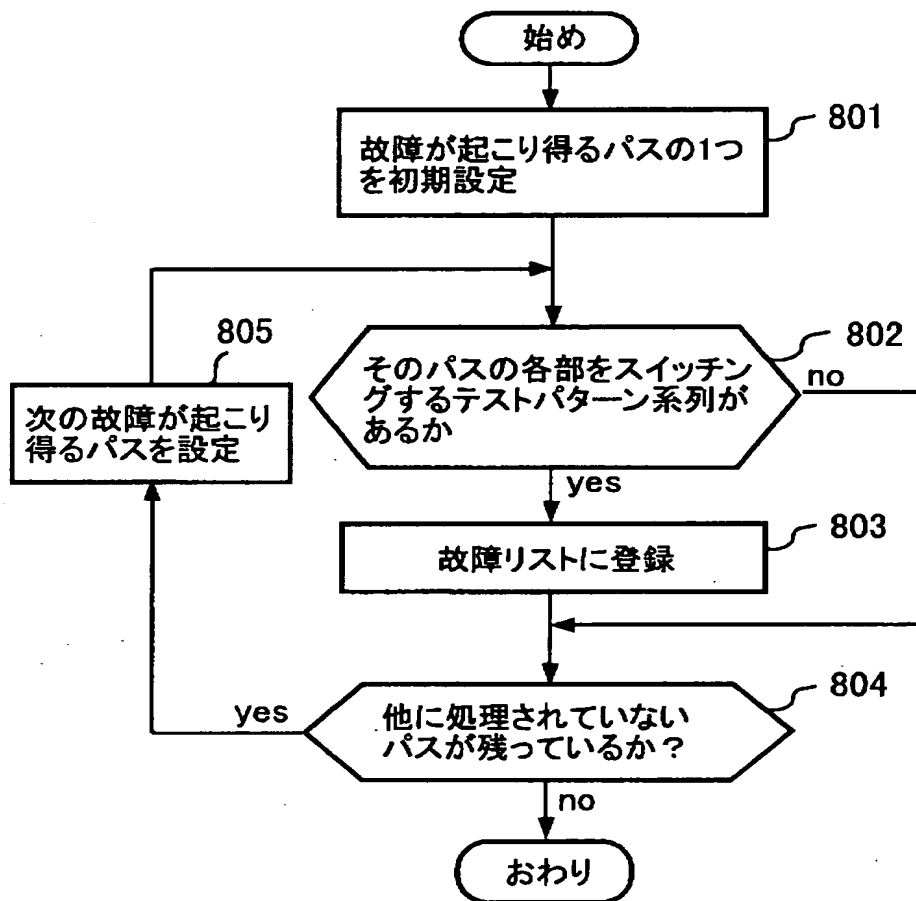 始め
801
故障が起こり得るパスの1つ
を初期設定
805
次の故障が起こり
得るパスを設定
802
そのパスの各部をスイッチン
グするテストパターン系列が
あるか
no
yes
803
故障リストに登録
804
他に処理されていない
パスが残っているか？
yes
no
おわり